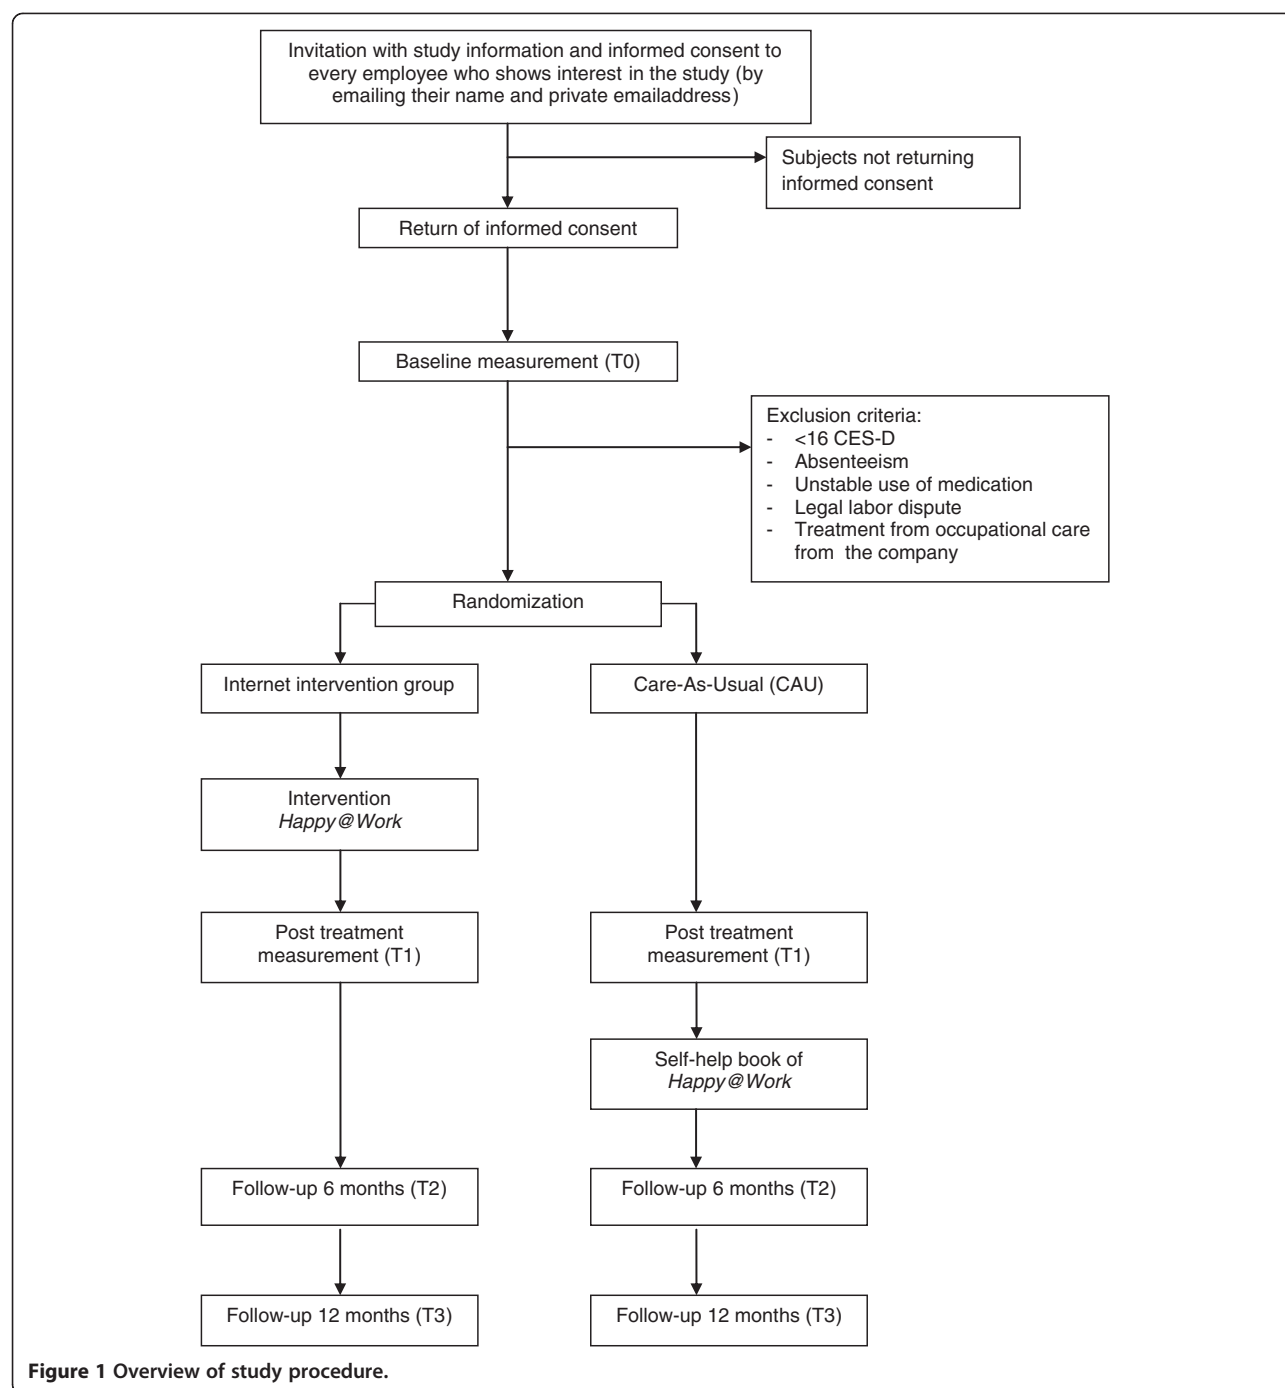 Invitation with study information and informed consent to
every employee who shows interest in the study (by
emailing their name and private emailaddress)
Subjects not returning
informed consent
Return of informed consent
Baseline measurement (T0)
Exclusion criteria:
- <16 CES-D
- Absenteeism
- Unstable use of medication
- Legal labor dispute
- Treatment from occupational care
from the company
Randomization
Internet intervention group
Care-As-Usual (CAU)
Intervention
Happy@Work
Post treatment
measurement (T1)
Post treatment
measurement (T1)
Self-help book of
Happy@Work
Follow-up 6 months (T2)
Follow-up 6 months (T2)
Follow-up 12 months (T3)
Follow-up 12 months (T3)
Figure 1 Overview of study procedure.